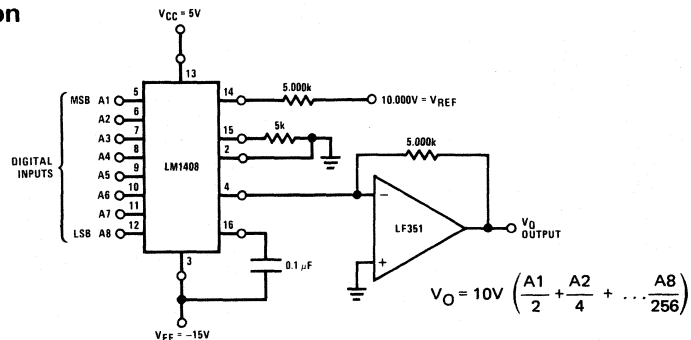 on
VCC = 5V
13
MSB A1 5
A2 6
A3 7
A4 8
A5 9
A6 10
A7 11
LSB A8 12
DIGITAL
INPUTS
LM1408
14 5.000k 10.000V = VREF
15 5k
2
4
16
0.1 μF
3
VEE = −15V
5.000k
−
LF351
+
VO
OUTPUT
VO = 10V (A1/2 + A2/4 + ... A8/256)